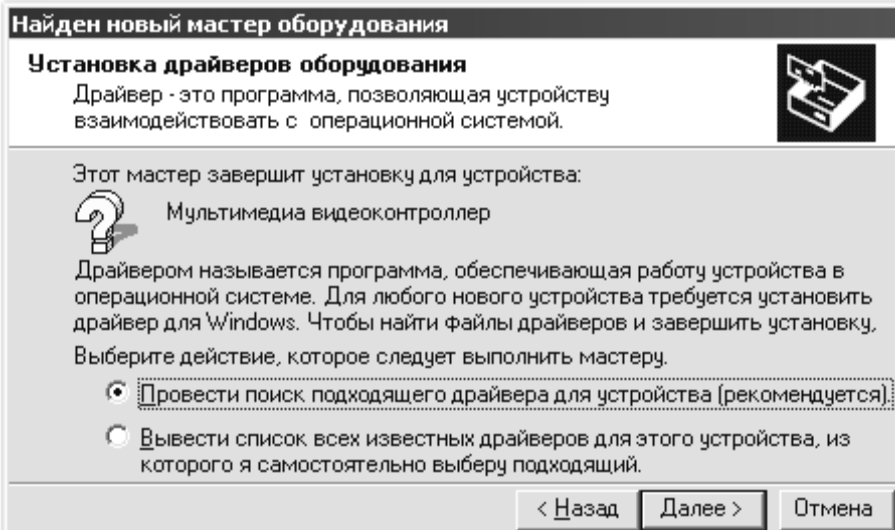 Найден новый мастер оборудования
Установка драйверов оборудования
Драйвер - это программа, позволяющая устройству
взаимодействовать с операционной системой.
Этот мастер завершит установку для устройства:
Мультимедиа видеоконтроллер
Драйвером называется программа, обеспечивающая работу устройства в
операционной системе. Для любого нового устройства требуется установить
драйвер для Windows. Чтобы найти файлы драйверов и завершить установку,
Выберите действие, которое следует выполнить мастеру.
Провести поиск подходящего драйвера для устройства (рекомендуется).
Вывести список всех известных драйверов для этого устройства, из
которого я самостоятельно выберу подходящий.
< Назад Далее > Отмена